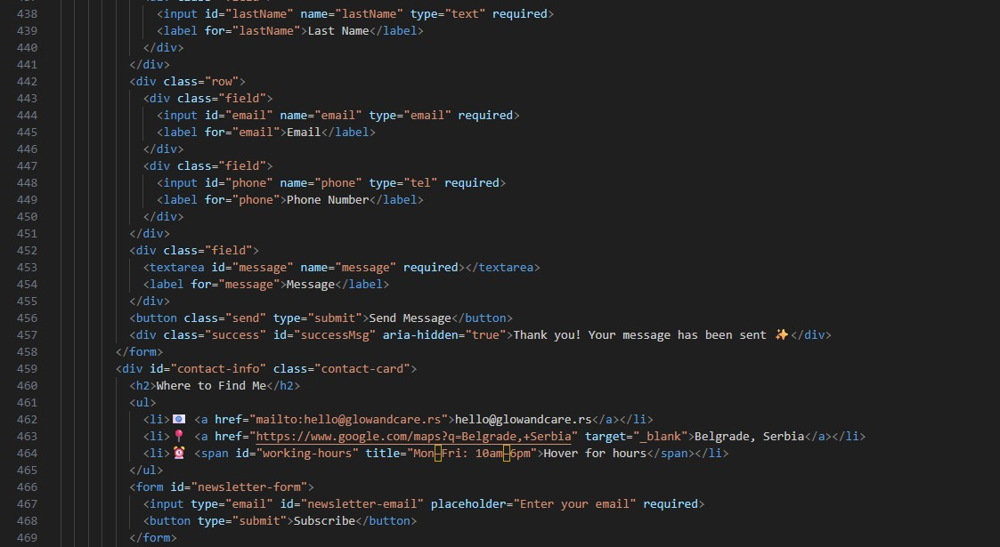 438 <input id="lastName" name="lastName" type="text" required>
439 <label for="lastName">Last Name</label>
440 </div>
441 </div>
442 <div class="row">
443 <div class="field">
444 <input id="email" name="email" type="email" required>
445 <label for="email">Email</label>
446 </div>
447 <div class="field">
448 <input id="phone" name="phone" type="tel" required>
449 <label for="phone">Phone Number</label>
450 </div>
451 </div>
452 <div class="field">
453 <textarea id="message" name="message" required></textarea>
454 <label for="message">Message</label>
455 </div>
456 <button class="send" type="submit">Send Message</button>
457 <div class="success" id="successMsg" aria-hidden="true">Thank you! Your message has been sent ✨</div>
458 </form>
459 <div id="contact-info" class="contact-card">
460 <h2>Where to Find Me</h2>
461 <ul>
462 <li>📧 <a href="mailto:hello@glowandcare.rs">hello@glowandcare.rs</a></li>
463 <li>📍 <a href="https://www.google.com/maps?q=Belgrade,+Serbia" target="_blank">Belgrade, Serbia</a></li>
464 <li>⏰ <span id="working-hours" title="Mon–Fri: 10am–6pm">Hover for hours</span></li>
465 </ul>
466 <form id="newsletter-form">
467 <input type="email" id="newsletter-email" placeholder="Enter your email" required>
468 <button type="submit">Subscribe</button>
469 </form>